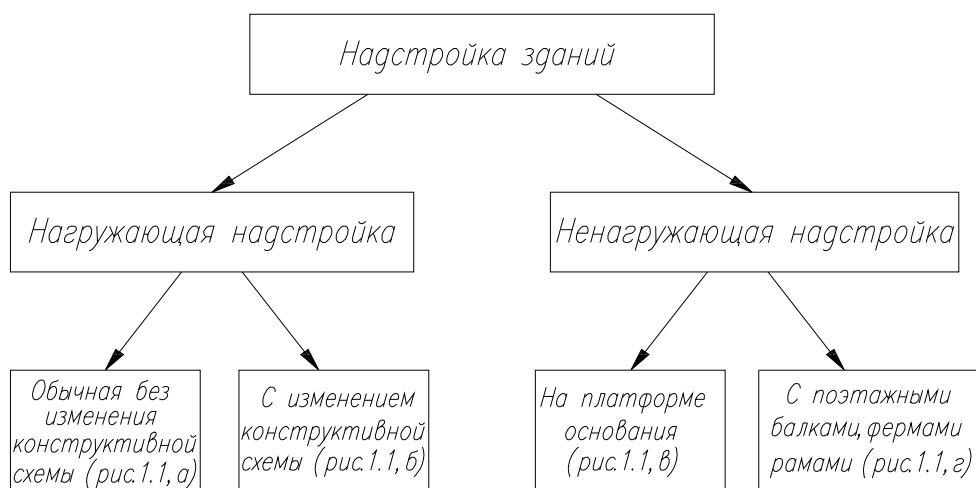 Надстройка зданий
Нагружающая надстройка
Ненагружающая надстройка
Обычная без
изменения
конструктивной
схемы (рис.1.1, а)
С изменением
конструктивной
схемы (рис.1.1, б)
На платформе
основания
(рис.1.1, в)
С поэтажными
балками, фермами
рамами (рис.1.1, г)